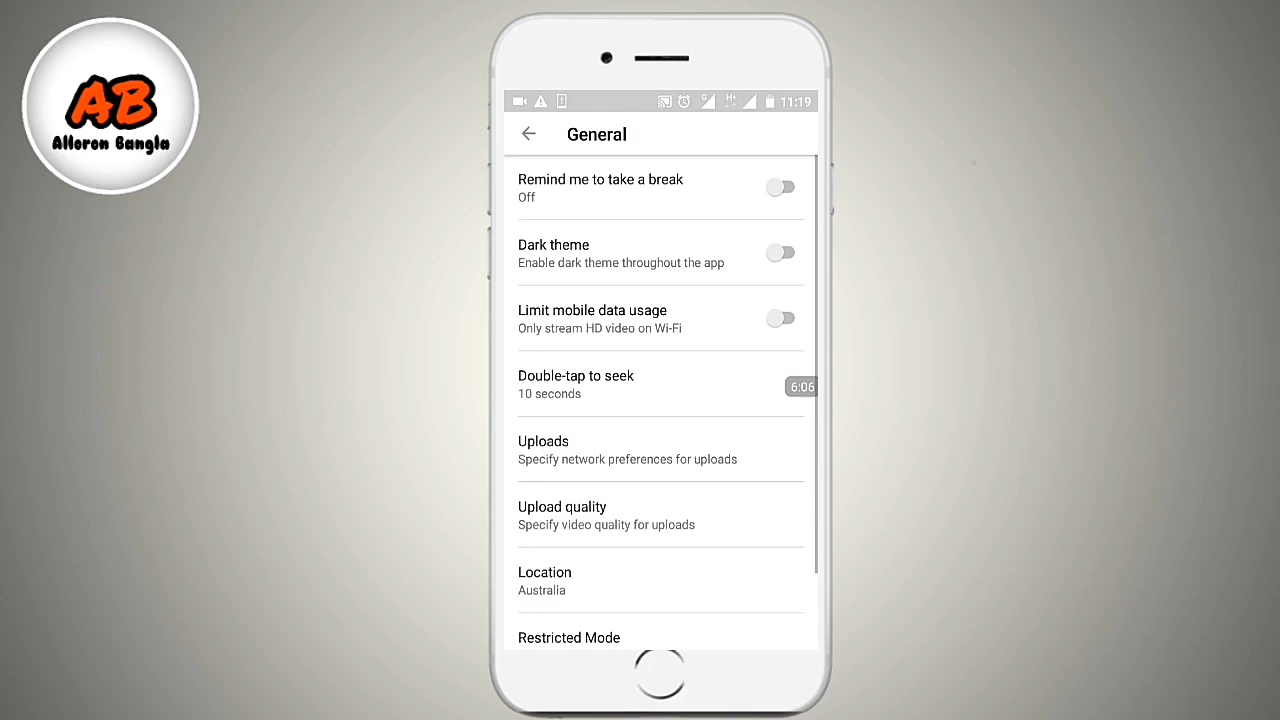 AB
Alloron Bangla
G
H+
11:19
General
Remind me to take a break
Off
Dark theme
Enable dark theme throughout the app
Limit mobile data usage
Only stream HD video on Wi-Fi
Double-tap to seek
10 seconds
6:06
Uploads
Specify network preferences for uploads
Upload quality
Specify video quality for uploads
Location
Australia
Restricted Mode